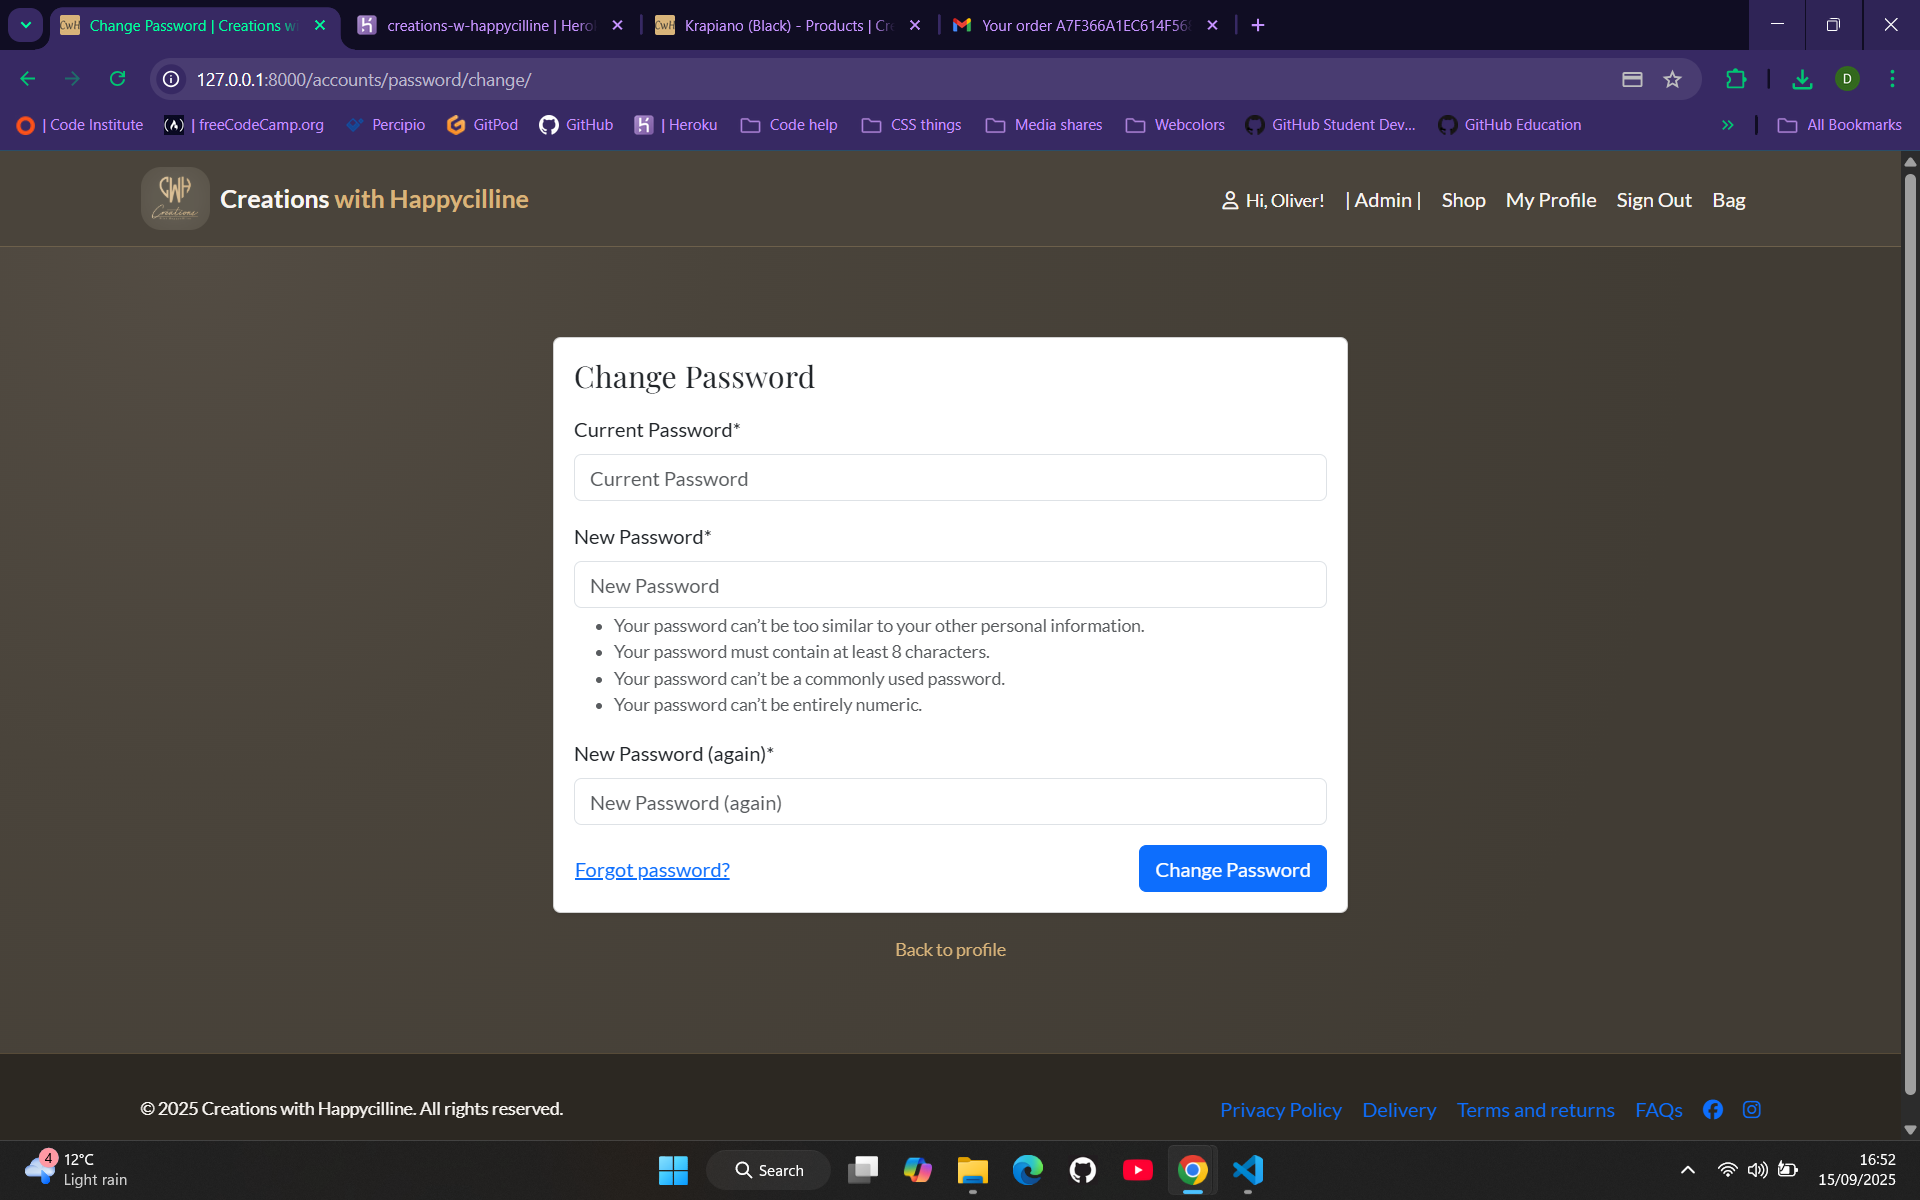 Change Password | Creations w
creations-w-happycilline | Hero
Krapiano (Black) - Products | Cre
Your order A7F366A1EC614F56
127.0.0.1:8000/accounts/password/change/
D
| Code Institute
| freeCodeCamp.org
Percipio
GitPod
GitHub
| Heroku
Code help
CSS things
Media shares
Webcolors
GitHub Student Dev...
GitHub Education
All Bookmarks
CWH
Creations
Creations with Happycilline
Hi, Oliver!
| Admin |
Shop
My Profile
Sign Out
Bag
Change Password
Current Password*
Current Password
New Password*
New Password
Your password can’t be too similar to your other personal information.
Your password must contain at least 8 characters.
Your password can’t be a commonly used password.
Your password can’t be entirely numeric.
New Password (again)*
New Password (again)
Forgot password?
Change Password
Back to profile
© 2025 Creations with Happycilline. All rights reserved.
Privacy Policy
Delivery
Terms and returns
FAQs
4
12°C
Light rain
Search
16:52
15/09/2025